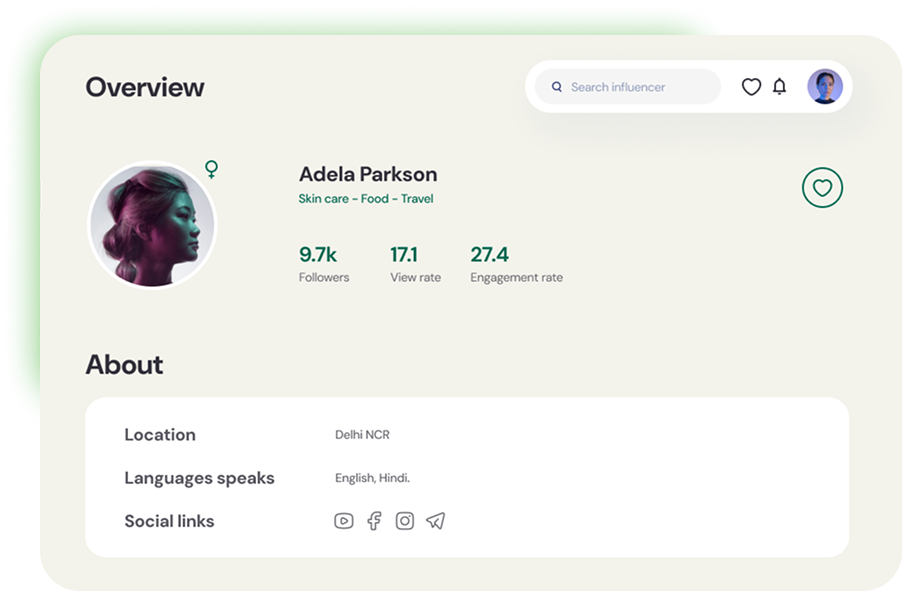 Overview
Search influencer
Adela Parkson
Skin care - Food - Travel
9.7k 17.1 27.4
Followers View rate Engagement rate
About
Location Delhi NCR
Languages speaks English, Hindi.
Social links